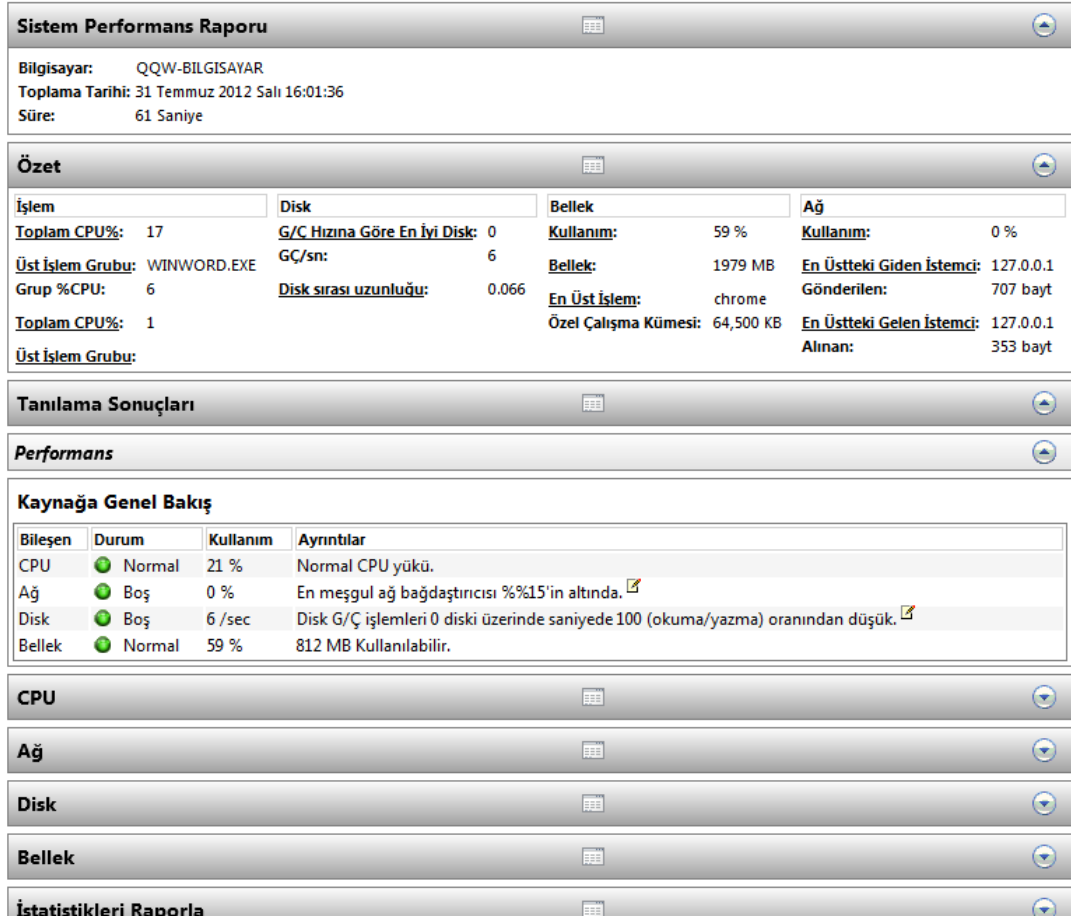 Sistem Performans Raporu
Bilgisayar: QQW-BILGISAYAR
Toplama Tarihi: 31 Temmuz 2012 Salı 16:01:36
Süre: 61 Saniye
Özet
İşlem
Toplam CPU%: 17
Üst İşlem Grubu: WINWORD.EXE
Grup %CPU: 6
Toplam CPU%: 1
Üst İşlem Grubu:
Disk
G/Ç Hızına Göre En İyi Disk: 0
GÇ/sn: 6
Disk sırası uzunluğu: 0.066
Bellek
Kullanım: 59 %
Bellek: 1979 MB
En Üst İşlem: chrome
Özel Çalışma Kümesi: 64,500 KB
Ağ
Kullanım: 0 %
En Üstteki Giden İstemci: 127.0.0.1
Gönderilen: 707 bayt
En Üstteki Gelen İstemci: 127.0.0.1
Alınan: 353 bayt
Tanılama Sonuçları
Performans
Kaynağa Genel Bakış
Bileşen Durum Kullanım Ayrıntılar
CPU Normal 21 % Normal CPU yükü.
Ağ Boş 0 % En meşgul ağ bağdaştırıcısı %%15'in altında.
Disk Boş 6 /sec Disk G/Ç işlemleri 0 diski üzerinde saniyede 100 (okuma/yazma) oranından düşük.
Bellek Normal 59 % 812 MB Kullanılabilir.
CPU
Ağ
Disk
Bellek
İstatistikleri Raporla